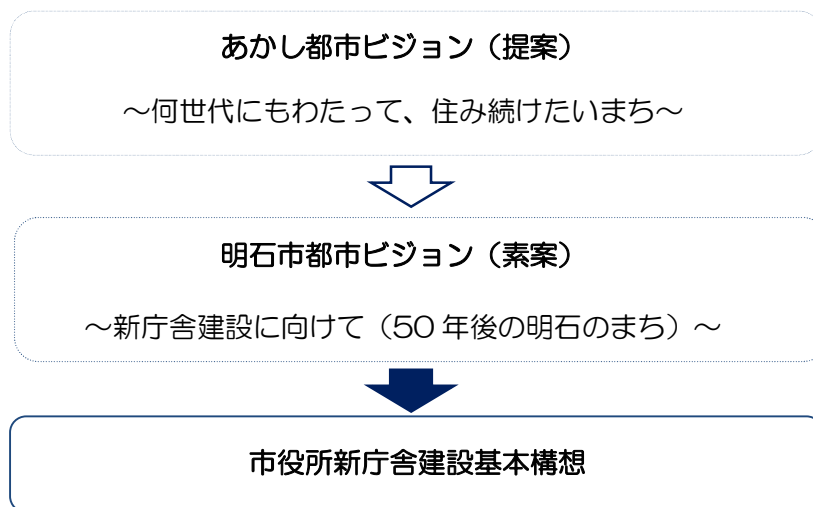 あかし都市ビジョン（提案）
～何世代にもわたって、住み続けたいまち～
明石市都市ビジョン（素案）
～新庁舎建設に向けて（50 年後の明石のまち）～
市役所新庁舎建設基本構想